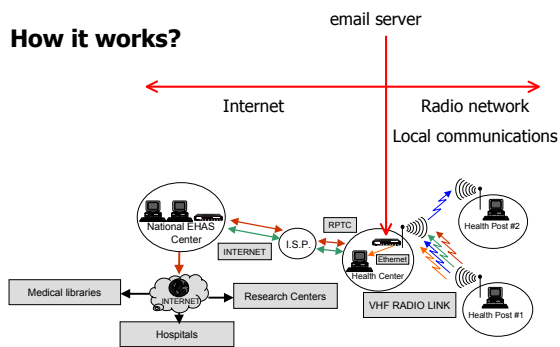 email server
How it works?
Internet
Radio network
Local communications
National EHAS
Center
INTERNET
I.S.P.
RPTC
Ethernet
Health Center
VHF RADIO LINK
Health Post #2
Health Post #1
INTERNET
Medical libraries
Research Centers
Hospitals